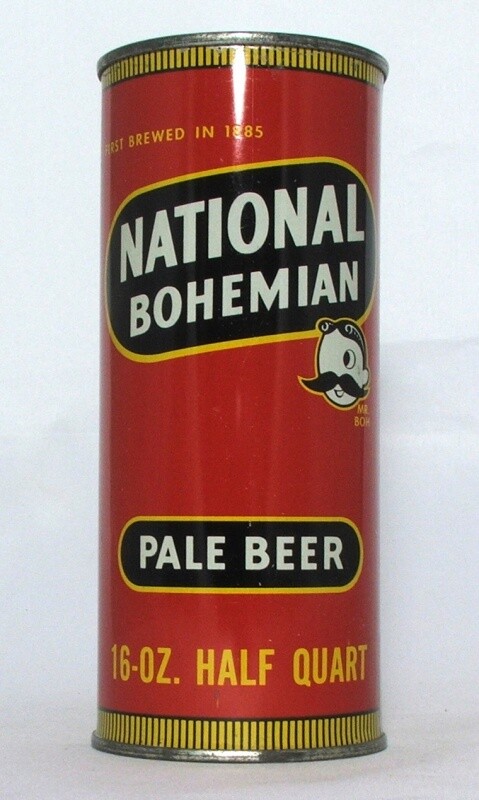 FIRST BREWED IN 1885
NATIONAL
BOHEMIAN
MR.
BOH
PALE BEER
16-OZ. HALF QUART